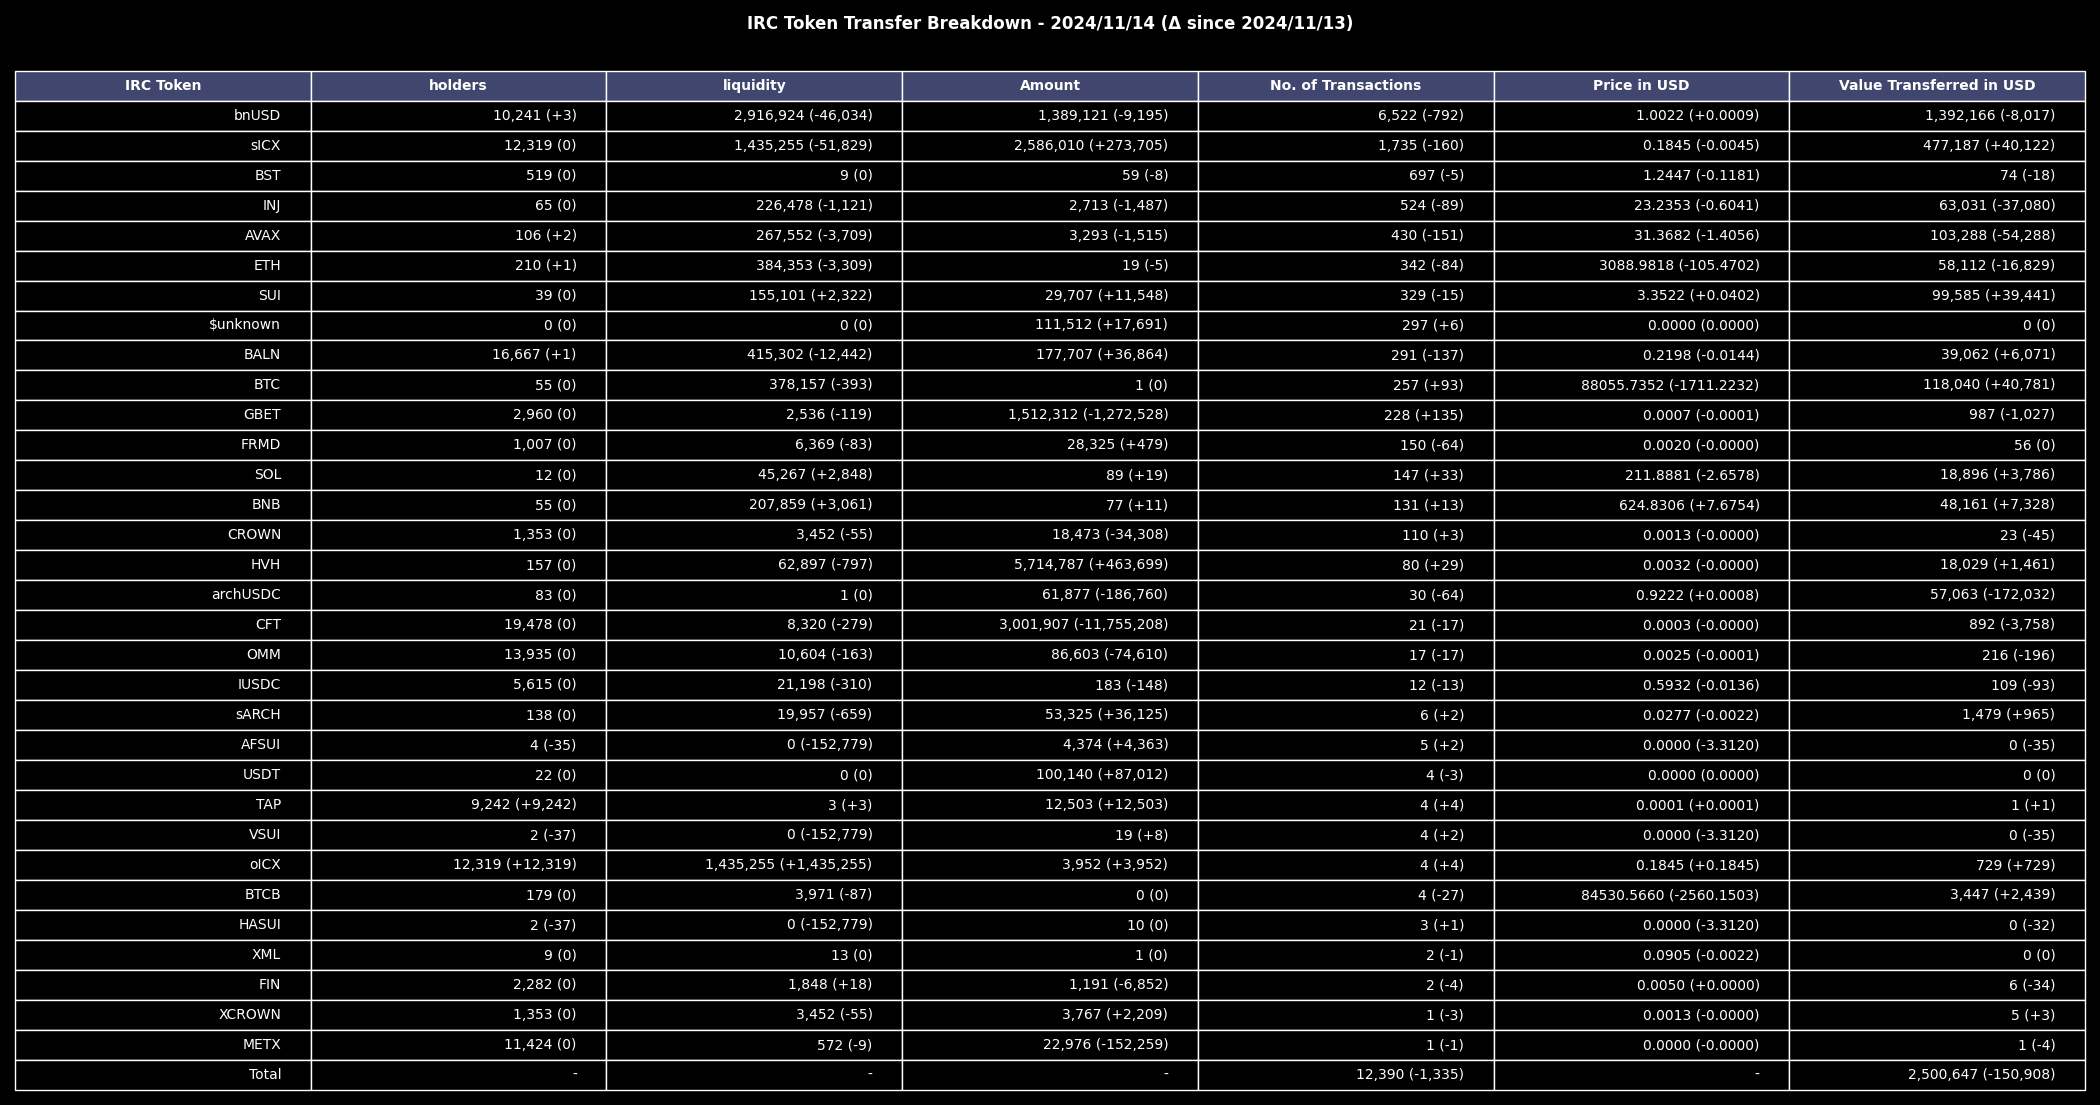 IRC Token Transfer Breakdown - 2024/11/14 (Δ since 2024/11/13)
IRC Token holders liquidity Amount No. of Transactions Price in USD Value Transferred in USD
bnUSD 10,241 (+3) 2,916,924 (-46,034) 1,389,121 (-9,195) 6,522 (-792) 1.0022 (+0.0009) 1,392,166 (-8,017)
sICX 12,319 (0) 1,435,255 (-51,829) 2,586,010 (+273,705) 1,735 (-160) 0.1845 (-0.0045) 477,187 (+40,122)
BST 519 (0) 9 (0) 59 (-8) 697 (-5) 1.2447 (-0.1181) 74 (-18)
INJ 65 (0) 226,478 (-1,121) 2,713 (-1,487) 524 (-89) 23.2353 (-0.6041) 63,031 (-37,080)
AVAX 106 (+2) 267,552 (-3,709) 3,293 (-1,515) 430 (-151) 31.3682 (-1.4056) 103,288 (-54,288)
ETH 210 (+1) 384,353 (-3,309) 19 (-5) 342 (-84) 3088.9818 (-105.4702) 58,112 (-16,829)
SUI 39 (0) 155,101 (+2,322) 29,707 (+11,548) 329 (-15) 3.3522 (+0.0402) 99,585 (+39,441)
$unknown 0 (0) 0 (0) 111,512 (+17,691) 297 (+6) 0.0000 (0.0000) 0 (0)
BALN 16,667 (+1) 415,302 (-12,442) 177,707 (+36,864) 291 (-137) 0.2198 (-0.0144) 39,062 (+6,071)
BTC 55 (0) 378,157 (-393) 1 (0) 257 (+93) 88055.7352 (-1711.2232) 118,040 (+40,781)
GBET 2,960 (0) 2,536 (-119) 1,512,312 (-1,272,528) 228 (+135) 0.0007 (-0.0001) 987 (-1,027)
FRMD 1,007 (0) 6,369 (-83) 28,325 (+479) 150 (-64) 0.0020 (-0.0000) 56 (0)
SOL 12 (0) 45,267 (+2,848) 89 (+19) 147 (+33) 211.8881 (-2.6578) 18,896 (+3,786)
BNB 55 (0) 207,859 (+3,061) 77 (+11) 131 (+13) 624.8306 (+7.6754) 48,161 (+7,328)
CROWN 1,353 (0) 3,452 (-55) 18,473 (-34,308) 110 (+3) 0.0013 (-0.0000) 23 (-45)
HVH 157 (0) 62,897 (-797) 5,714,787 (+463,699) 80 (+29) 0.0032 (-0.0000) 18,029 (+1,461)
archUSDC 83 (0) 1 (0) 61,877 (-186,760) 30 (-64) 0.9222 (+0.0008) 57,063 (-172,032)
CFT 19,478 (0) 8,320 (-279) 3,001,907 (-11,755,208) 21 (-17) 0.0003 (-0.0000) 892 (-3,758)
OMM 13,935 (0) 10,604 (-163) 86,603 (-74,610) 17 (-17) 0.0025 (-0.0001) 216 (-196)
IUSDC 5,615 (0) 21,198 (-310) 183 (-148) 12 (-13) 0.5932 (-0.0136) 109 (-93)
sARCH 138 (0) 19,957 (-659) 53,325 (+36,125) 6 (+2) 0.0277 (-0.0022) 1,479 (+965)
AFSUI 4 (-35) 0 (-152,779) 4,374 (+4,363) 5 (+2) 0.0000 (-3.3120) 0 (-35)
USDT 22 (0) 0 (0) 100,140 (+87,012) 4 (-3) 0.0000 (0.0000) 0 (0)
TAP 9,242 (+9,242) 3 (+3) 12,503 (+12,503) 4 (+4) 0.0001 (+0.0001) 1 (+1)
VSUI 2 (-37) 0 (-152,779) 19 (+8) 4 (+2) 0.0000 (-3.3120) 0 (-35)
oICX 12,319 (+12,319) 1,435,255 (+1,435,255) 3,952 (+3,952) 4 (+4) 0.1845 (+0.1845) 729 (+729)
BTCB 179 (0) 3,971 (-87) 0 (0) 4 (-27) 84530.5660 (-2560.1503) 3,447 (+2,439)
HASUI 2 (-37) 0 (-152,779) 10 (0) 3 (+1) 0.0000 (-3.3120) 0 (-32)
XML 9 (0) 13 (0) 1 (0) 2 (-1) 0.0905 (-0.0022) 0 (0)
FIN 2,282 (0) 1,848 (+18) 1,191 (-6,852) 2 (-4) 0.0050 (+0.0000) 6 (-34)
XCROWN 1,353 (0) 3,452 (-55) 3,767 (+2,209) 1 (-3) 0.0013 (-0.0000) 5 (+3)
METX 11,424 (0) 572 (-9) 22,976 (-152,259) 1 (-1) 0.0000 (-0.0000) 1 (-4)
Total - - - 12,390 (-1,335) - 2,500,647 (-150,908)